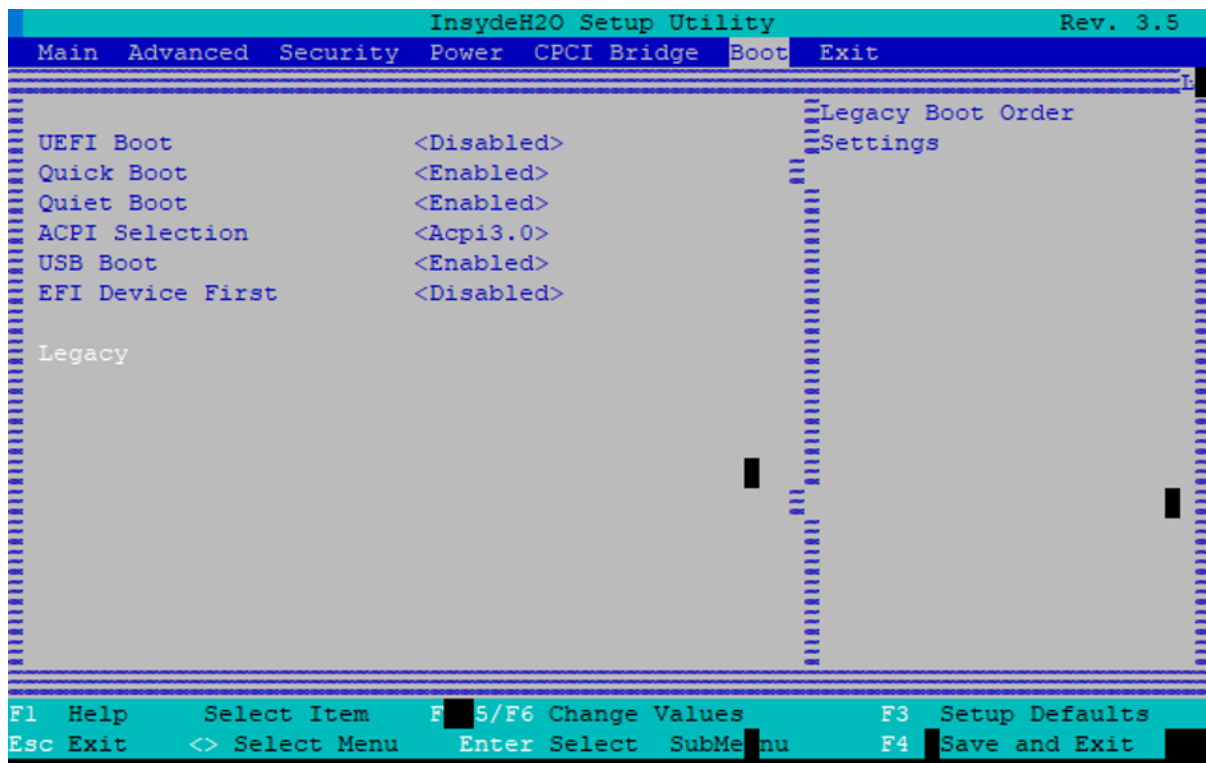 InsydeH2O Setup Utility Rev. 3.5
Main Advanced Security Power CPCI Bridge Boot Exit
Legacy Boot Order
UEFI Boot <Disabled> Settings
Quick Boot <Enabled>
Quiet Boot <Enabled>
ACPI Selection <Acpi3.0>
USB Boot <Enabled>
EFI Device First <Disabled>
Legacy
F1 Help Select Item F 5/F6 Change Values F3 Setup Defaults
Esc Exit <> Select Menu Enter Select SubMe nu F4 Save and Exit